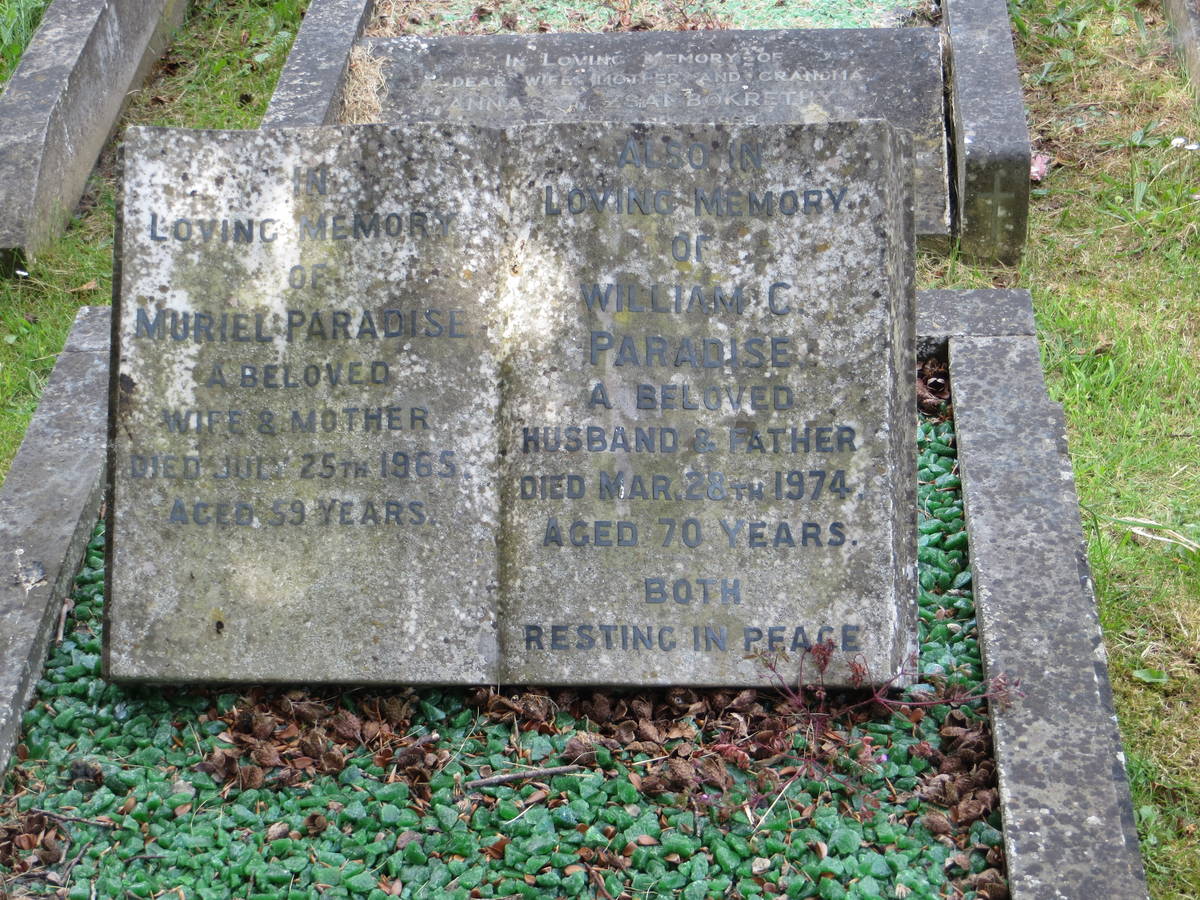 IN LOVING MEMORY OF
DEAR WIFE, MOTHER AND GRANDMA
ANNA
IN
LOVING MEMORY
OF
MURIEL PARADISE
A BELOVED
WIFE & MOTHER
DIED JULY 25TH 1965.
AGED 59 YEARS.
ALSO IN
LOVING MEMORY
OF
WILLIAM C.
PARADISE
A BELOVED
HUSBAND & FATHER
DIED MAR. 28TH 1974.
AGED 70 YEARS.
BOTH
RESTING IN PEACE